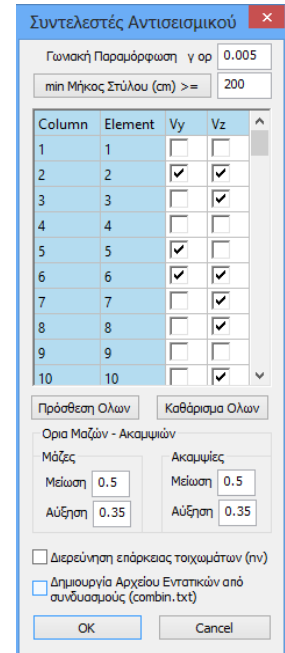 Συντελεστές Αντισεισμικού
Γωνιακή Παραμόρφωση γ ορ 0.005
min Μήκος Στύλου (cm) >= 200
Column Element Vy Vz
1 1
2 2
3 3
4 4
5 5
6 6
7 7
8 8
9 9
10 10
Πρόσθεση Ολων Καθάρισμα Ολων
Ορια Μαζών - Ακαμψιών
Μάζες Ακαμψίες
Μείωση 0.5 Μείωση 0.5
Αύξηση 0.35 Αύξηση 0.35
Διερεύνηση επάρκειας τοιχωμάτων (nv)
Δημιουργία Αρχείου Εντατικών από
συνδυασμούς (combin.txt)
OK Cancel